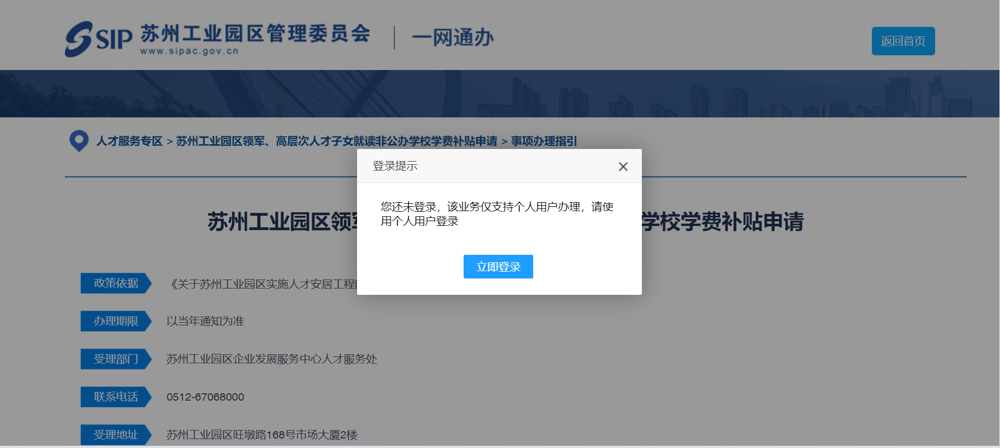 SIP 苏州工业园区管理委员会 一网通办
www.sipac.gov.cn
返回首页
人才服务专区 > 苏州工业园区领军、高层次人才子女就读非公办学校学费补贴申请 > 事项办理指引
登录提示
您还未登录，该业务仅支持个人用户办理，请使
用个人用户登录
立即登录
苏州工业园区领 学校学费补贴申请
政策依据 《关于苏州工业园区实施人才安居工程
办理期限 以当年通知为准
受理部门 苏州工业园区企业发展服务中心人才服务处
联系电话 0512-67068000
受理地址 苏州工业园区旺墩路168号市场大厦2楼